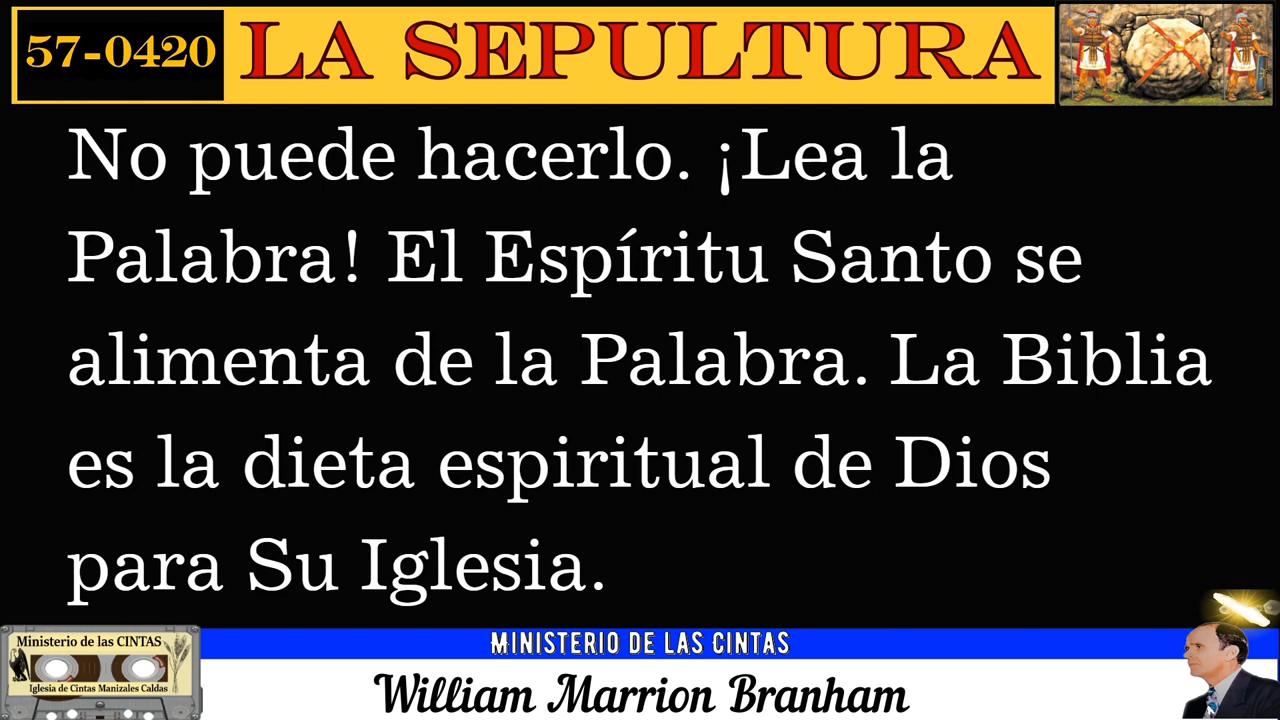 57-0420 LA SEPULTURA
No puede hacerlo. ¡Lea la
Palabra! El Espíritu Santo se
alimenta de la Palabra. La Biblia
es la dieta espiritual de Dios
para Su Iglesia.
MINISTERIO DE LAS CINTAS
Ministerio de las CINTAS
Iglesia de Cintas Manizales Caldas
William Marrion Branham